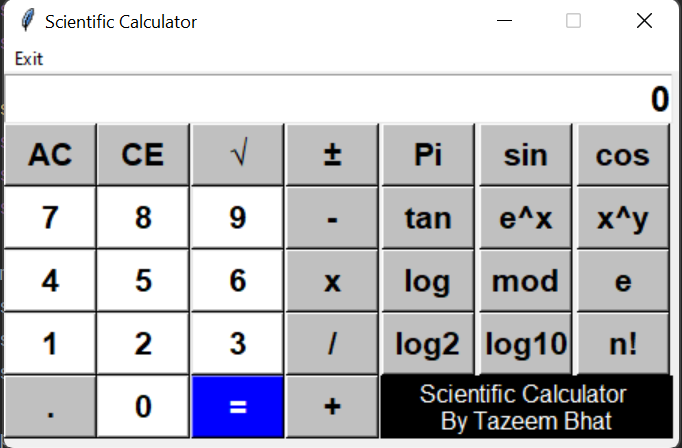 Scientific Calculator
Exit
0
AC CE √ ± Pi sin cos
7 8 9 - tan e^x x^y
4 5 6 x log mod e
1 2 3 / log2 log10 n!
. 0 = +
Scientific Calculator
By Tazeem Bhat